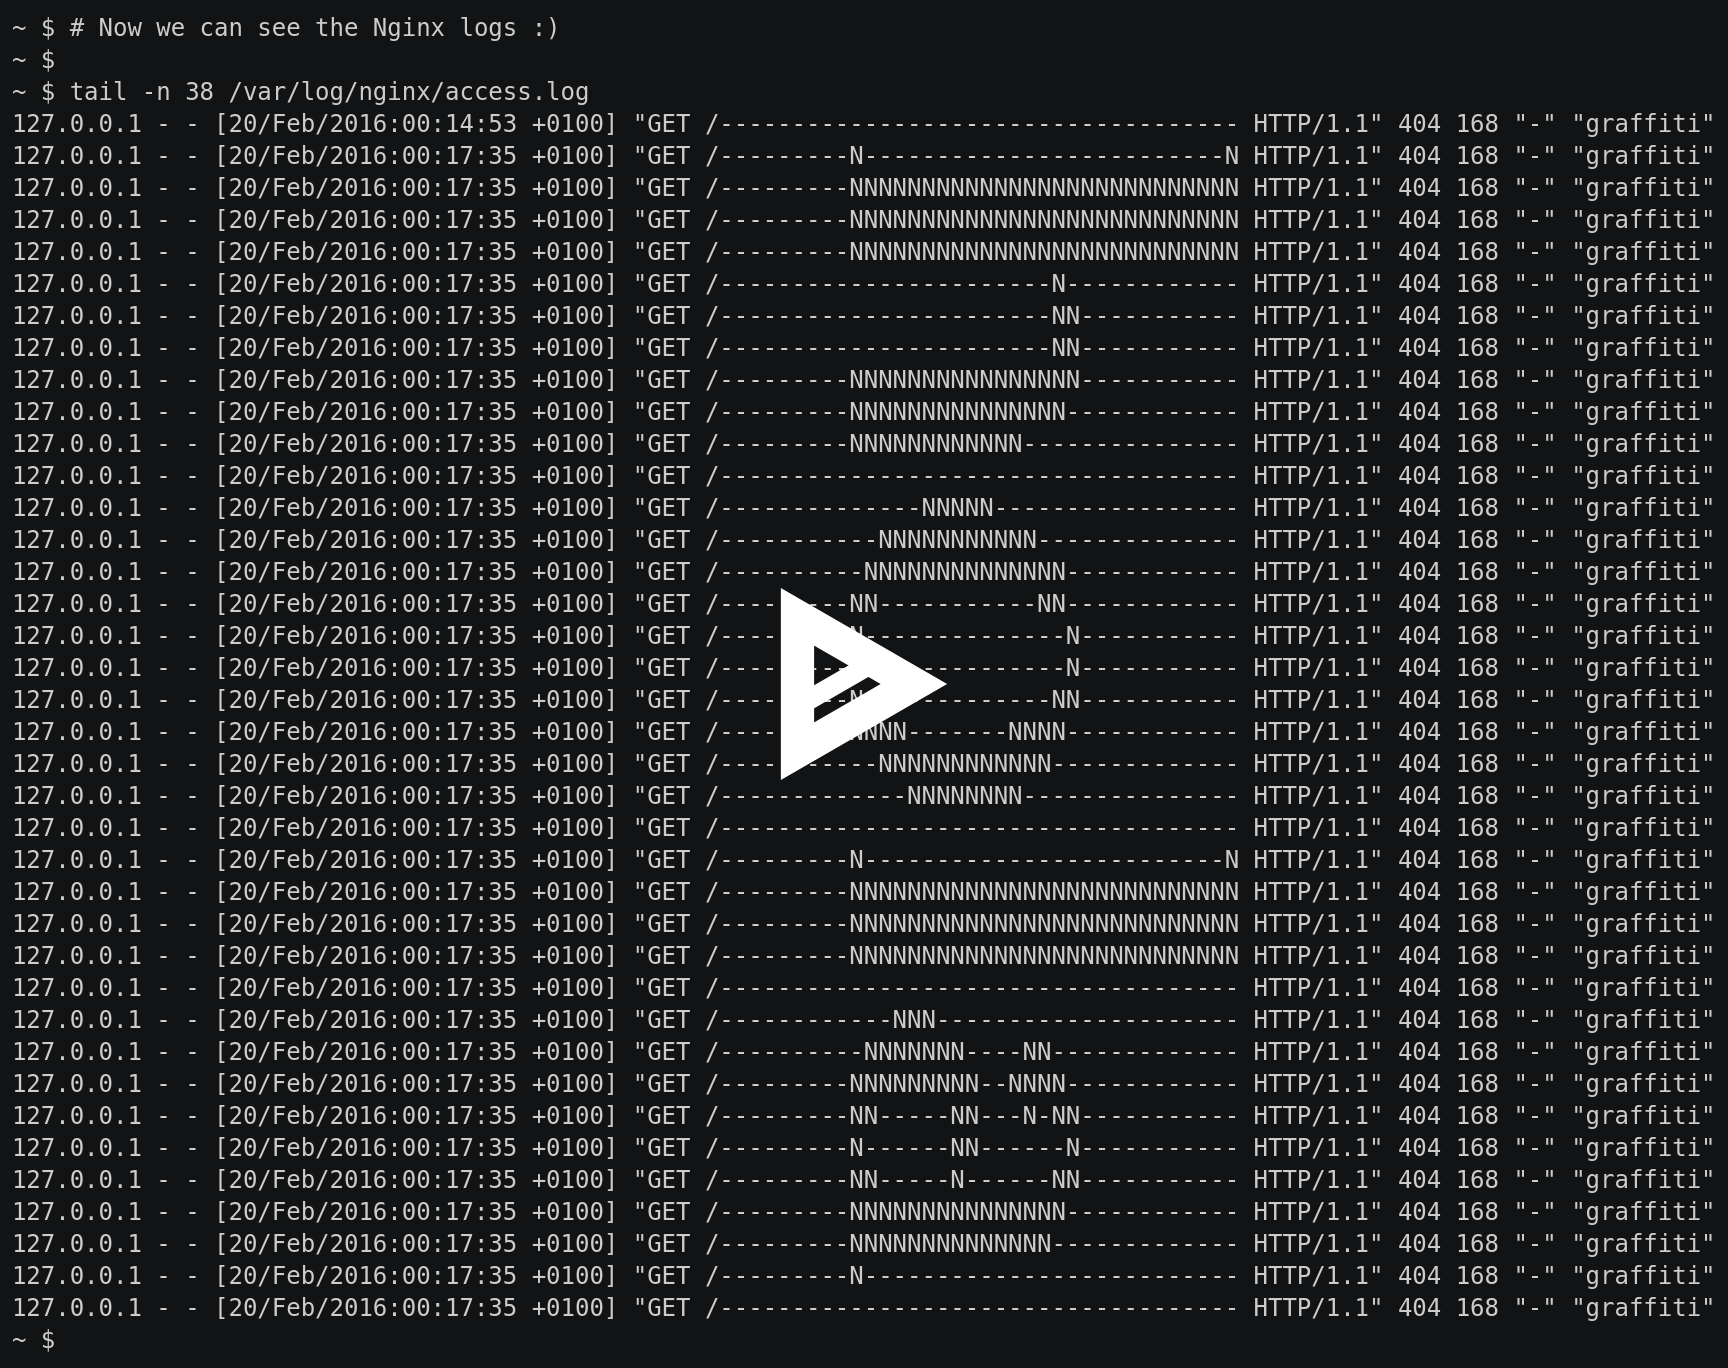 ~ $ # Now we can see the Nginx logs :)
~ $
~ $ tail -n 38 /var/log/nginx/access.log
127.0.0.1 - - [20/Feb/2016:00:14:53 +0100] "GET /------------------------------------ HTTP/1.1" 404 168 "-" "graffiti"
127.0.0.1 - - [20/Feb/2016:00:17:35 +0100] "GET /---------N-------------------------N HTTP/1.1" 404 168 "-" "graffiti"
127.0.0.1 - - [20/Feb/2016:00:17:35 +0100] "GET /---------NNNNNNNNNNNNNNNNNNNNNNNNNNN HTTP/1.1" 404 168 "-" "graffiti"
127.0.0.1 - - [20/Feb/2016:00:17:35 +0100] "GET /---------NNNNNNNNNNNNNNNNNNNNNNNNNNN HTTP/1.1" 404 168 "-" "graffiti"
127.0.0.1 - - [20/Feb/2016:00:17:35 +0100] "GET /---------NNNNNNNNNNNNNNNNNNNNNNNNNNN HTTP/1.1" 404 168 "-" "graffiti"
127.0.0.1 - - [20/Feb/2016:00:17:35 +0100] "GET /-----------------------N------------ HTTP/1.1" 404 168 "-" "graffiti"
127.0.0.1 - - [20/Feb/2016:00:17:35 +0100] "GET /-----------------------NN----------- HTTP/1.1" 404 168 "-" "graffiti"
127.0.0.1 - - [20/Feb/2016:00:17:35 +0100] "GET /-----------------------NN----------- HTTP/1.1" 404 168 "-" "graffiti"
127.0.0.1 - - [20/Feb/2016:00:17:35 +0100] "GET /---------NNNNNNNNNNNNNNNN----------- HTTP/1.1" 404 168 "-" "graffiti"
127.0.0.1 - - [20/Feb/2016:00:17:35 +0100] "GET /---------NNNNNNNNNNNNNNN------------ HTTP/1.1" 404 168 "-" "graffiti"
127.0.0.1 - - [20/Feb/2016:00:17:35 +0100] "GET /---------NNNNNNNNNNNN--------------- HTTP/1.1" 404 168 "-" "graffiti"
127.0.0.1 - - [20/Feb/2016:00:17:35 +0100] "GET /------------------------------------ HTTP/1.1" 404 168 "-" "graffiti"
127.0.0.1 - - [20/Feb/2016:00:17:35 +0100] "GET /--------------NNNNN----------------- HTTP/1.1" 404 168 "-" "graffiti"
127.0.0.1 - - [20/Feb/2016:00:17:35 +0100] "GET /-----------NNNNNNNNNNN-------------- HTTP/1.1" 404 168 "-" "graffiti"
127.0.0.1 - - [20/Feb/2016:00:17:35 +0100] "GET /----------NNNNNNNNNNNNNN------------ HTTP/1.1" 404 168 "-" "graffiti"
127.0.0.1 - - [20/Feb/2016:00:17:35 +0100] "GET /---------NN-----------NN------------ HTTP/1.1" 404 168 "-" "graffiti"
127.0.0.1 - - [20/Feb/2016:00:17:35 +0100] "GET /---------N--------------N----------- HTTP/1.1" 404 168 "-" "graffiti"
127.0.0.1 - - [20/Feb/2016:00:17:35 +0100] "GET HTTP/1.1" 404 168 "-" "graffiti"
127.0.0.1 - - [20/Feb/2016:00:17:35 +0100] "GET HTTP/1.1" 404 168 "-" "graffiti"
127.0.0.1 - - [20/Feb/2016:00:17:35 +0100] "GET /---------NNNN-------NNNN------------ HTTP/1.1" 404 168 "-" "graffiti"
127.0.0.1 - - [20/Feb/2016:00:17:35 +0100] "GET /-----------NNNNNNNNNNNN------------- HTTP/1.1" 404 168 "-" "graffiti"
127.0.0.1 - - [20/Feb/2016:00:17:35 +0100] "GET /-------------NNNNNNNN--------------- HTTP/1.1" 404 168 "-" "graffiti"
127.0.0.1 - - [20/Feb/2016:00:17:35 +0100] "GET /------------------------------------ HTTP/1.1" 404 168 "-" "graffiti"
127.0.0.1 - - [20/Feb/2016:00:17:35 +0100] "GET /---------N-------------------------N HTTP/1.1" 404 168 "-" "graffiti"
127.0.0.1 - - [20/Feb/2016:00:17:35 +0100] "GET /---------NNNNNNNNNNNNNNNNNNNNNNNNNNN HTTP/1.1" 404 168 "-" "graffiti"
127.0.0.1 - - [20/Feb/2016:00:17:35 +0100] "GET /---------NNNNNNNNNNNNNNNNNNNNNNNNNNN HTTP/1.1" 404 168 "-" "graffiti"
127.0.0.1 - - [20/Feb/2016:00:17:35 +0100] "GET /---------NNNNNNNNNNNNNNNNNNNNNNNNNNN HTTP/1.1" 404 168 "-" "graffiti"
127.0.0.1 - - [20/Feb/2016:00:17:35 +0100] "GET /------------------------------------ HTTP/1.1" 404 168 "-" "graffiti"
127.0.0.1 - - [20/Feb/2016:00:17:35 +0100] "GET /------------NNN--------------------- HTTP/1.1" 404 168 "-" "graffiti"
127.0.0.1 - - [20/Feb/2016:00:17:35 +0100] "GET /----------NNNNNNN----NN------------- HTTP/1.1" 404 168 "-" "graffiti"
127.0.0.1 - - [20/Feb/2016:00:17:35 +0100] "GET /---------NNNNNNNNN--NNNN------------ HTTP/1.1" 404 168 "-" "graffiti"
127.0.0.1 - - [20/Feb/2016:00:17:35 +0100] "GET /---------NN-----NN---N-NN----------- HTTP/1.1" 404 168 "-" "graffiti"
127.0.0.1 - - [20/Feb/2016:00:17:35 +0100] "GET /---------N------NN------N----------- HTTP/1.1" 404 168 "-" "graffiti"
127.0.0.1 - - [20/Feb/2016:00:17:35 +0100] "GET /---------NN-----N------NN----------- HTTP/1.1" 404 168 "-" "graffiti"
127.0.0.1 - - [20/Feb/2016:00:17:35 +0100] "GET /---------NNNNNNNNNNNNNNN------------ HTTP/1.1" 404 168 "-" "graffiti"
127.0.0.1 - - [20/Feb/2016:00:17:35 +0100] "GET /---------NNNNNNNNNNNNNN------------- HTTP/1.1" 404 168 "-" "graffiti"
127.0.0.1 - - [20/Feb/2016:00:17:35 +0100] "GET /---------N-------------------------- HTTP/1.1" 404 168 "-" "graffiti"
127.0.0.1 - - [20/Feb/2016:00:17:35 +0100] "GET /------------------------------------ HTTP/1.1" 404 168 "-" "graffiti"
~ $